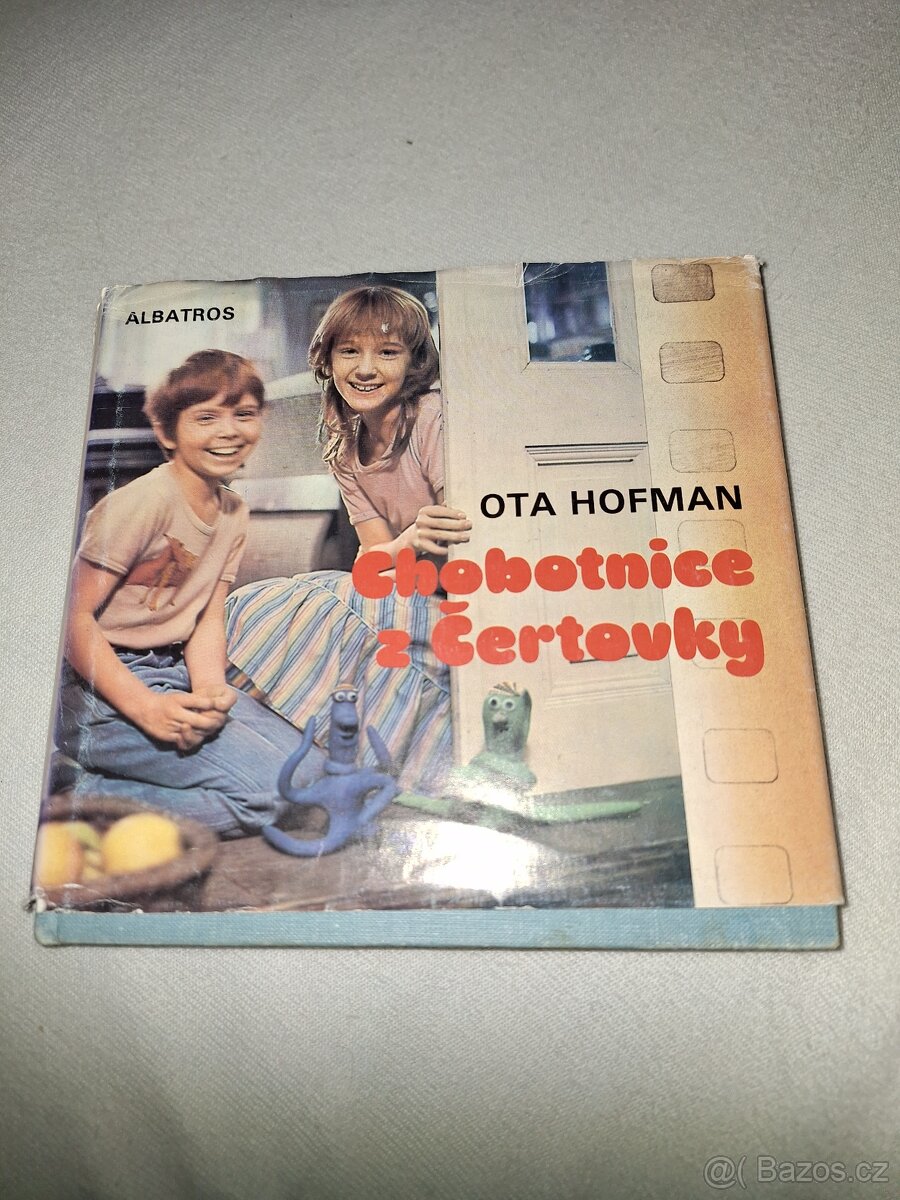 ALBATROS
OTA HOFMAN
Chobotnice
z Čertovky
@( Bazos.cz